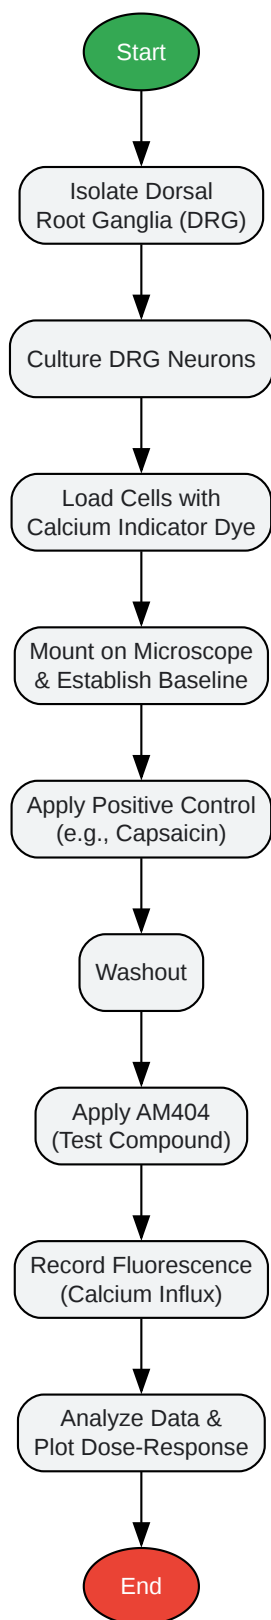 Start
Isolate Dorsal
Root Ganglia (DRG)
Culture DRG Neurons
Load Cells with
Calcium Indicator Dye
Mount on Microscope
& Establish Baseline
Apply Positive Control
(e.g., Capsaicin)
Washout
Apply AM404
(Test Compound)
Record Fluorescence
(Calcium Influx)
Analyze Data &
Plot Dose-Response
End